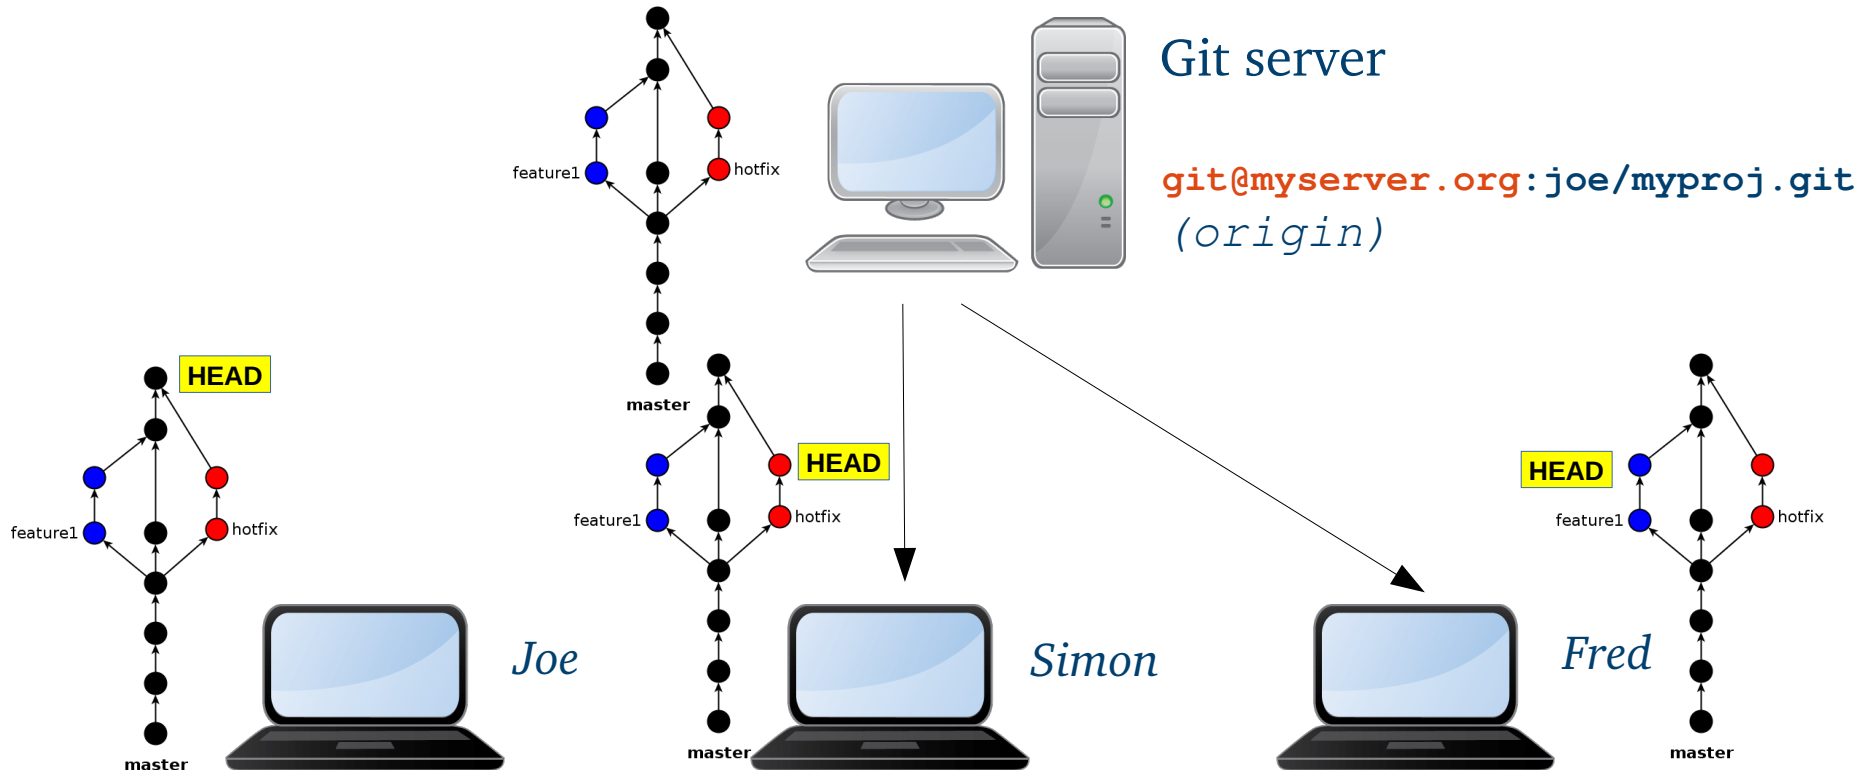 Git server
feature1
hotfix
git@myserver.org:joe/myproj.git
(origin)
master
HEAD
feature1
hotfix
master
Joe
HEAD
feature1
hotfix
master
Simon
HEAD
feature1
hotfix
master
Fred